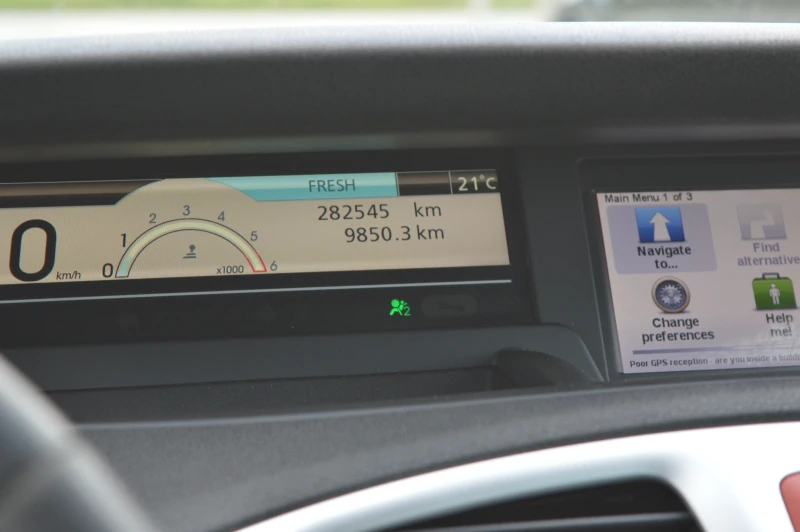 FRESH
21°C
282545 km
9850.3 km
0
km/h
0
1
2
3
4
5
6
x1000
2
Main Menu 1 of 3
Navigate
to...
Find
alternative
Change
preferences
Help
me!
Poor GPS reception - are you inside a